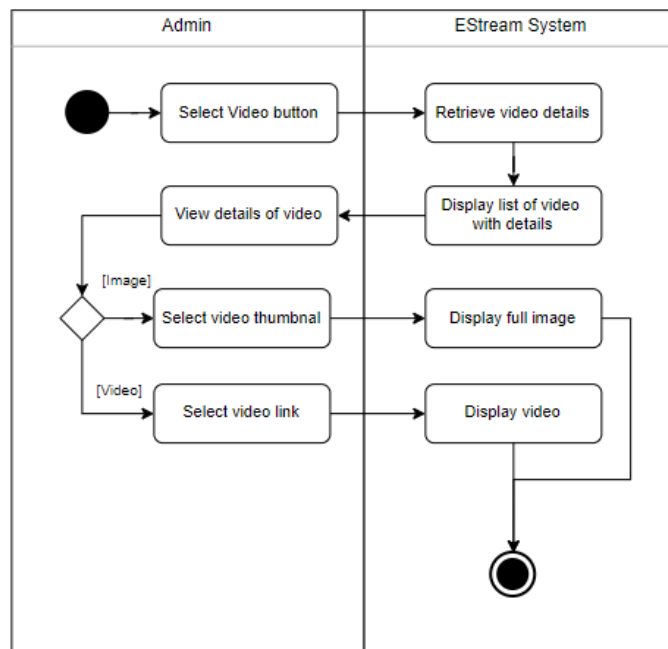 Admin
EStream System
Select Video button
Retrieve video details
View details of video
Display list of video
with details
[Image]
Select video thumbnal
Display full image
[Video]
Select video link
Display video